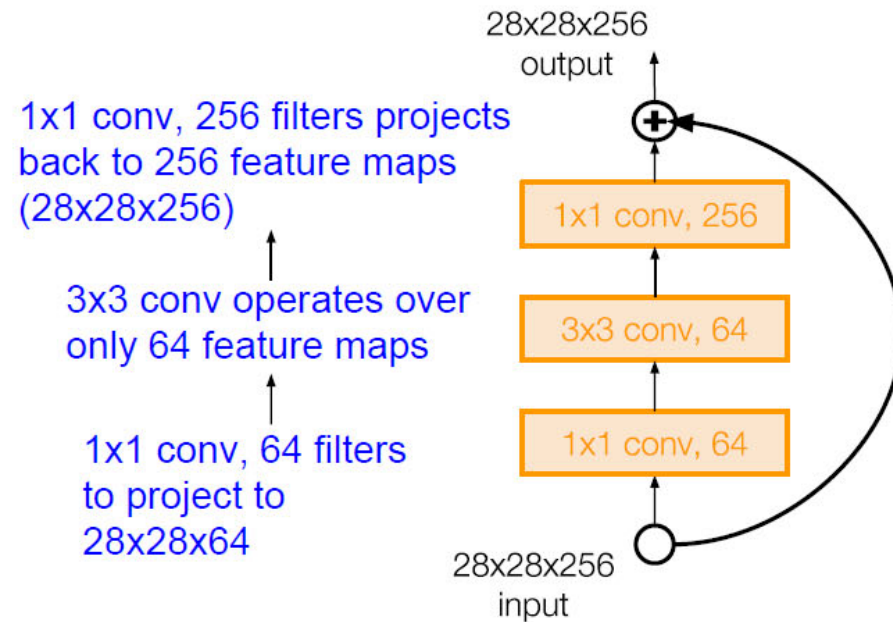 28x28x256
output
1x1 conv, 256 filters projects
back to 256 feature maps
(28x28x256)
3x3 conv operates over
only 64 feature maps
1x1 conv, 64 filters
to project to
28x28x64
+
1x1 conv, 256
3x3 conv, 64
1x1 conv, 64
28x28x256
input